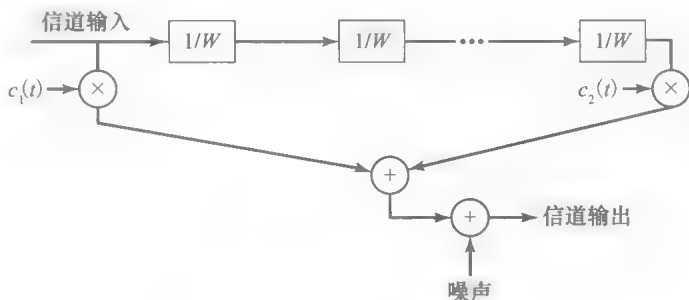 信道输入
1/W
1/W
...
1/W
c₁(t)
×
c₂(t)
×
+
+
信道输出
噪声